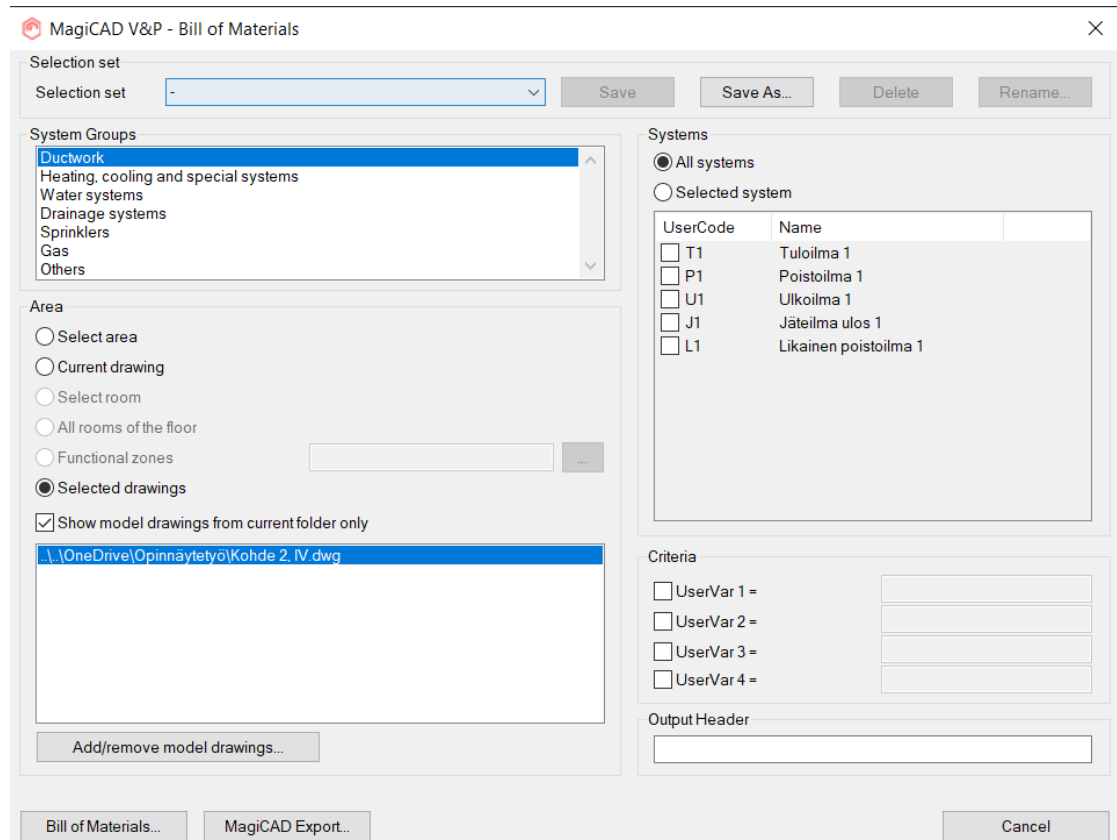 MagiCAD V&P - Bill of Materials
Selection set
Selection set - Save Save As... Delete Rename...
System Groups
Ductwork
Heating, cooling and special systems
Water systems
Drainage systems
Sprinklers
Gas
Others
Area
Select area
Current drawing
Select room
All rooms of the floor
Functional zones ...
Selected drawings
Show model drawings from current folder only
..\..\OneDrive\Opinnäytetyö\Kohde 2, IV.dwg
Add/remove model drawings...
Systems
All systems
Selected system
UserCode Name
T1 Tuloilma 1
P1 Poistoilma 1
U1 Ulkoilma 1
J1 Jäteilma ulos 1
L1 Likainen poistoilma 1
Criteria
UserVar 1 =
UserVar 2 =
UserVar 3 =
UserVar 4 =
Output Header
Bill of Materials... MagiCAD Export... Cancel